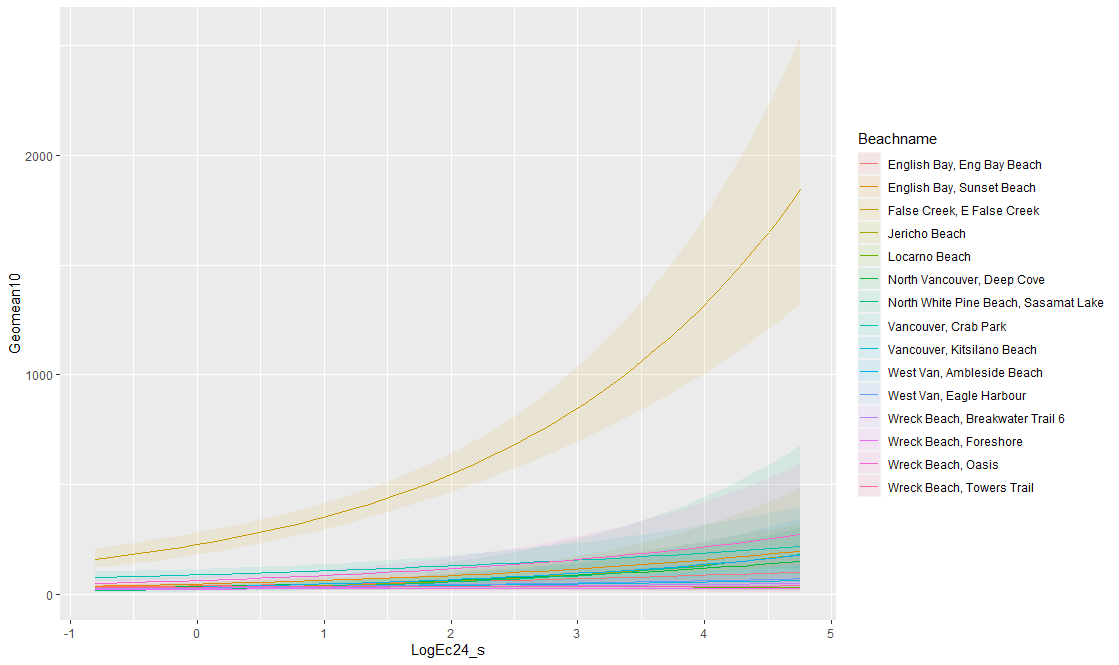 2000
1000
0
Geomean10
-1 0 1 2 3 4 5
LogEc24_s
Beachname
English Bay, Eng Bay Beach
English Bay, Sunset Beach
False Creek, E False Creek
Jericho Beach
Locarno Beach
North Vancouver, Deep Cove
North White Pine Beach, Sasamat Lake
Vancouver, Crab Park
Vancouver, Kitsilano Beach
West Van, Ambleside Beach
West Van, Eagle Harbour
Wreck Beach, Breakwater Trail 6
Wreck Beach, Foreshore
Wreck Beach, Oasis
Wreck Beach, Towers Trail